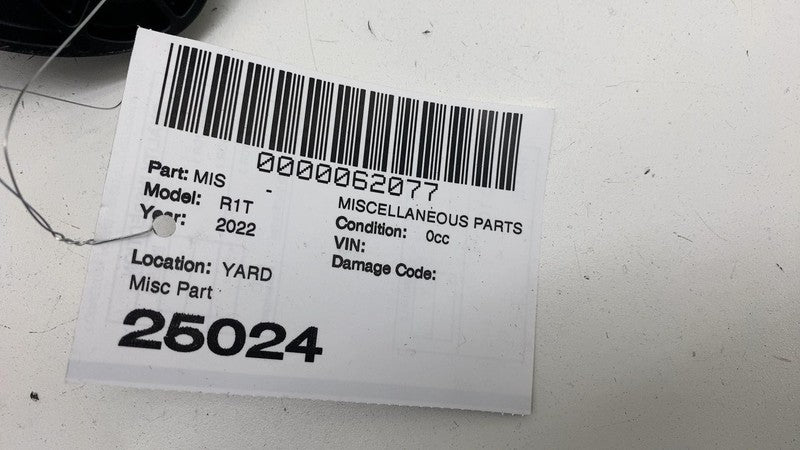 0000062077
Part: MIS - MISCELLANEOUS PARTS
Model: R1T Condition: 0cc
Year: 2022 VIN:
Damage Code:
Location: YARD
Misc Part
25024